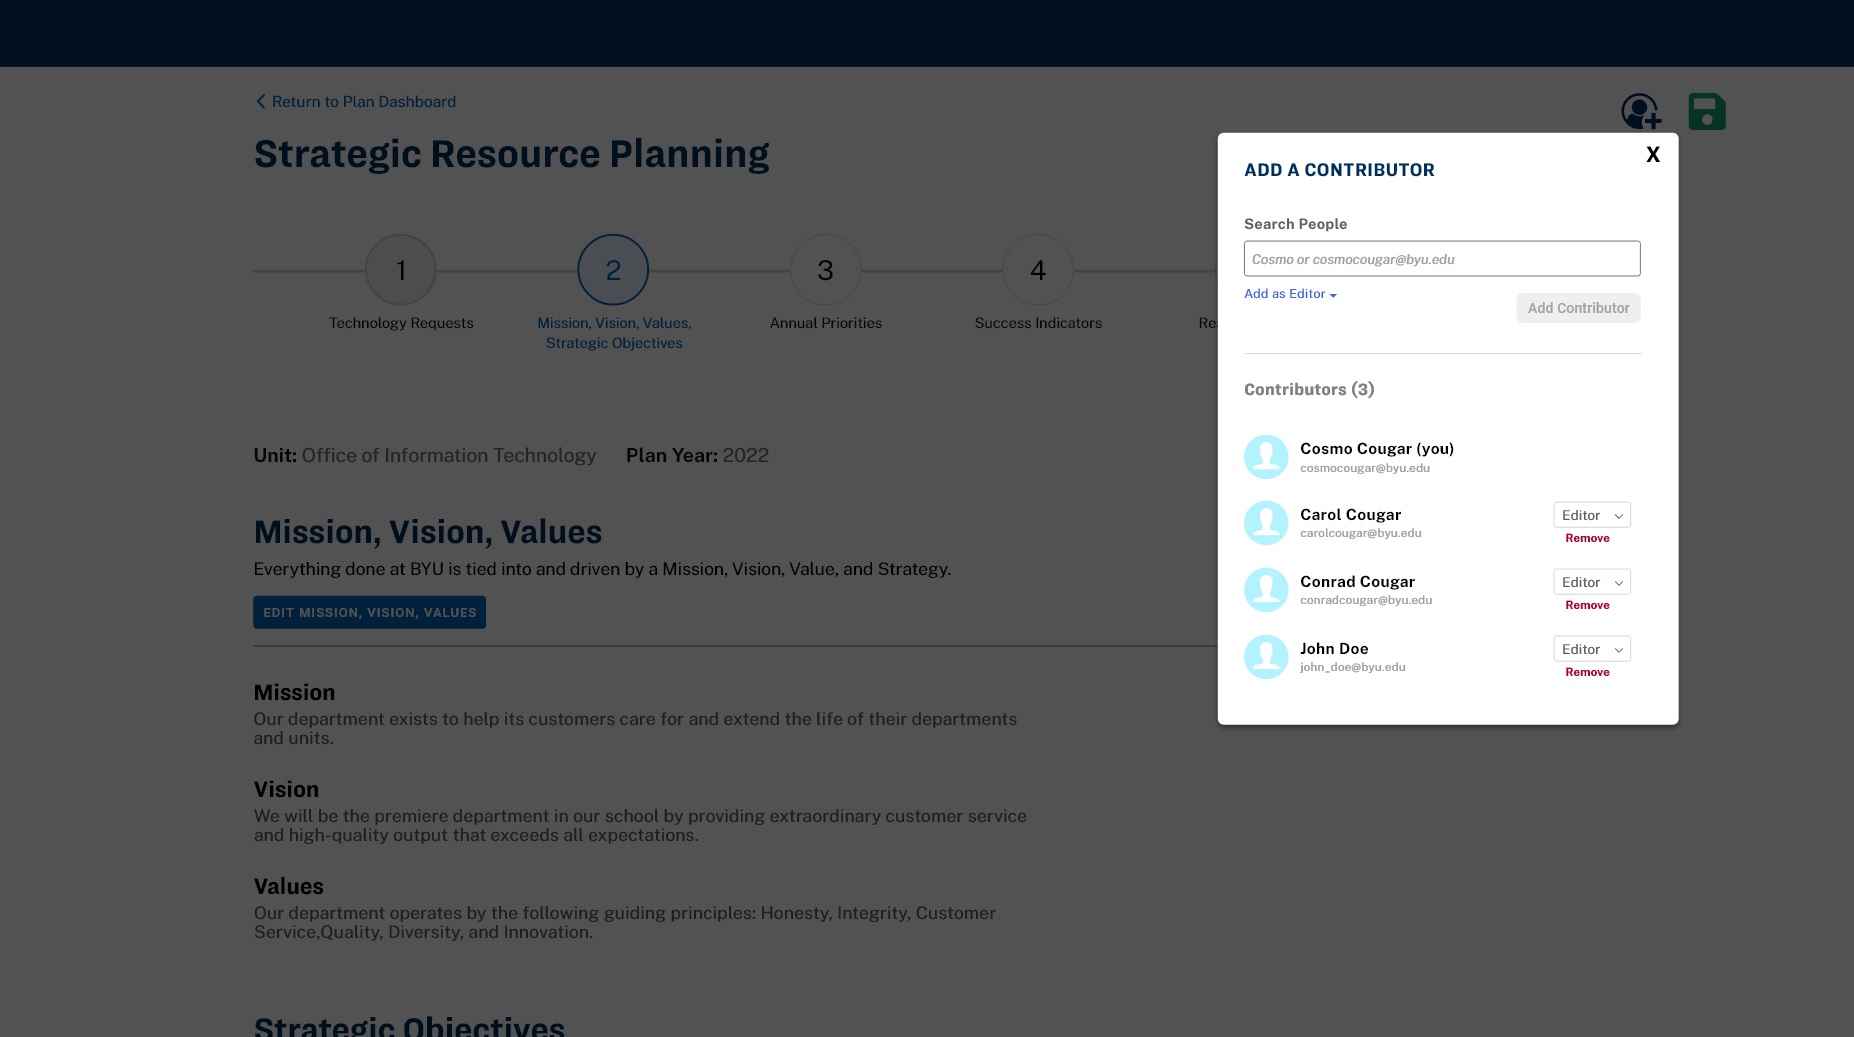 Return to Plan Dashboard
Strategic Resource Planning
1
2
3
4
Technology Requests
Mission, Vision, Values,
Strategic Objectives
Annual Priorities
Success Indicators
Unit: Office of Information Technology Plan Year: 2022
Mission, Vision, Values
Everything done at BYU is tied into and driven by a Mission, Vision, Value, and Strategy.
EDIT MISSION, VISION, VALUES
Mission
Our department exists to help its customers care for and extend the life of their departments
and units.
Vision
We will be the premiere department in our school by providing extraordinary customer service
and high-quality output that exceeds all expectations.
Values
Our department operates by the following guiding principles: Honesty, Integrity, Customer
Service,Quality, Diversity, and Innovation.
Strategic Objectives
X
ADD A CONTRIBUTOR
Search People
Cosmo or cosmocougar@byu.edu
Add as Editor
Add Contributor
Contributors (3)
Cosmo Cougar (you)
cosmocougar@byu.edu
Carol Cougar
carolcougar@byu.edu
Editor
Remove
Conrad Cougar
conradcougar@byu.edu
Editor
Remove
John Doe
john_doe@byu.edu
Editor
Remove